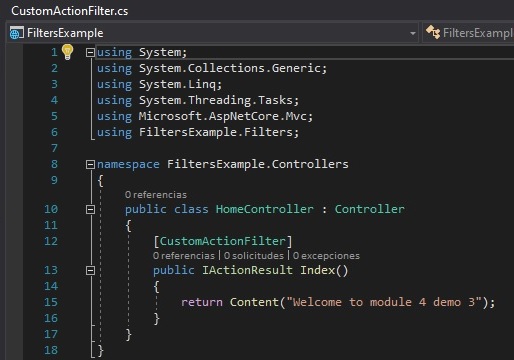 CustomActionFilter.cs
FiltersExample
FiltersExample
1 using System;
2 using System.Collections.Generic;
3 using System.Linq;
4 using System.Threading.Tasks;
5 using Microsoft.AspNetCore.Mvc;
6 using FiltersExample.Filters;
7
8 namespace FiltersExample.Controllers
9 {
0 referencias
10 public class HomeController : Controller
11 {
12 [CustomActionFilter]
0 referencias | 0 solicitudes | 0 excepciones
13 public IActionResult Index()
14 {
15 return Content("Welcome to module 4 demo 3");
16 }
17 }
18 }